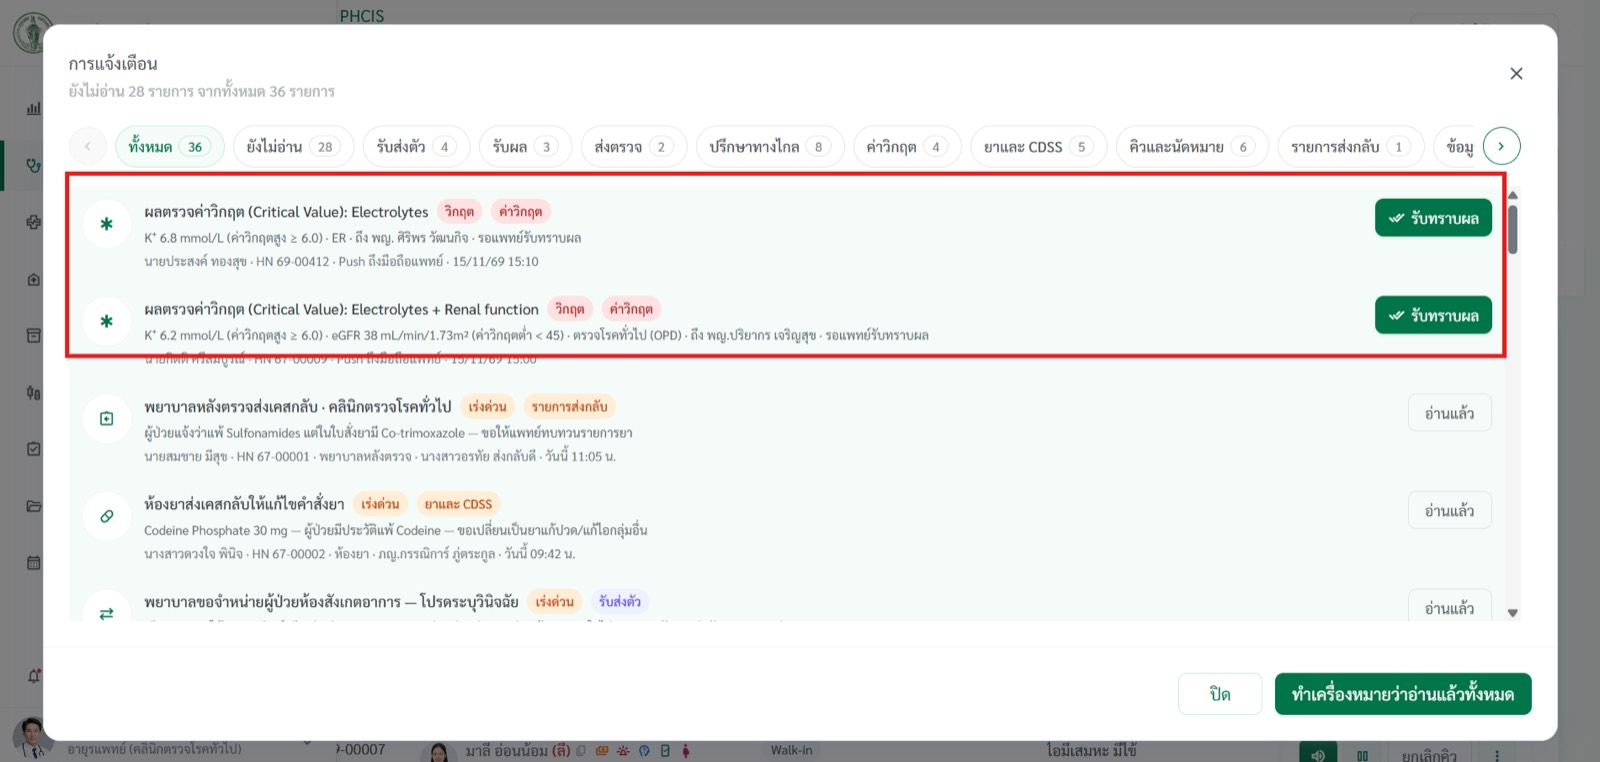 PHCIS
การแจ้งเตือน
ยังไม่อ่าน 28 รายการ จากทั้งหมด 36 รายการ
ทั้งหมด 36
ยังไม่อ่าน 28
รับส่งตัว 4
รับผล 3
ส่งตรวจ 2
ปรึกษาทางไกล 8
ค่าวิกฤต 4
ยาและ CDSS 5
คิวและนัดหมาย 6
รายการส่งกลับ 1
ข้อมู
ผลตรวจค่าวิกฤต (Critical Value): Electrolytes วิกฤต ค่าวิกฤต
รับทราบผล
K⁺ 6.8 mmol/L (ค่าวิกฤตสูง ≥ 6.0) · ER · ถึง พญ. ศิริพร วัฒนกิจ · รอแพทย์รับทราบผล
นายประสงค์ ทองสุข · HN 69-00412 · Push ถึงมือถือแพทย์ · 15/11/69 15:10
ผลตรวจค่าวิกฤต (Critical Value): Electrolytes + Renal function วิกฤต ค่าวิกฤต
รับทราบผล
K⁺ 6.2 mmol/L (ค่าวิกฤตสูง ≥ 6.0) · eGFR 38 mL/min/1.73m² (ค่าวิกฤตต่ำ < 45) · ตรวจโรคทั่วไป (OPD) · ถึง พญ.ปริยากร เจริญสุข · รอแพทย์รับทราบผล
นายกิตติ ศรีสมบูรณ์ · HN 67-00009 · Push ถึงมือถือแพทย์ · 15/11/69 15:00
พยาบาลหลังตรวจส่งเคสกลับ · คลินิกตรวจโรคทั่วไป เร่งด่วน รายการส่งกลับ
อ่านแล้ว
ผู้ป่วยแจ้งว่าแพ้ Sulfonamides แต่ในใบสั่งยามี Co-trimoxazole — ขอให้แพทย์ทบทวนรายการยา
นายสมชาย มีสุข · HN 67-00001 · พยาบาลหลังตรวจ · นางสาวอรทัย ส่งกลับดี · วันนี้ 11:05 น.
ห้องยาส่งเคสกลับให้แก้ไขคำสั่งยา เร่งด่วน ยาและ CDSS
อ่านแล้ว
Codeine Phosphate 30 mg — ผู้ป่วยมีประวัติแพ้ Codeine — ขอเปลี่ยนเป็นยาแก้ปวด/แก้ไอกลุ่มอื่น
นางสาวดวงใจ พินิจ · HN 67-00002 · ห้องยา · ภญ.กรรณิการ์ ภู่ตระกูล · วันนี้ 09:42 น.
พยาบาลขอจำหน่ายผู้ป่วยห้องสังเกตอาการ — โปรดระบุวินิจฉัย เร่งด่วน รับส่งตัว
อ่านแล้ว
ปิด
ทำเครื่องหมายว่าอ่านแล้วทั้งหมด
อายุรแพทย์ (คลินิกตรวจโรคทั่วไป)
-00007
มาลี อ่อนน้อม (ลี)
Walk-in
ไอมีเสมหะ มีไข้
ยกเลิกคิว